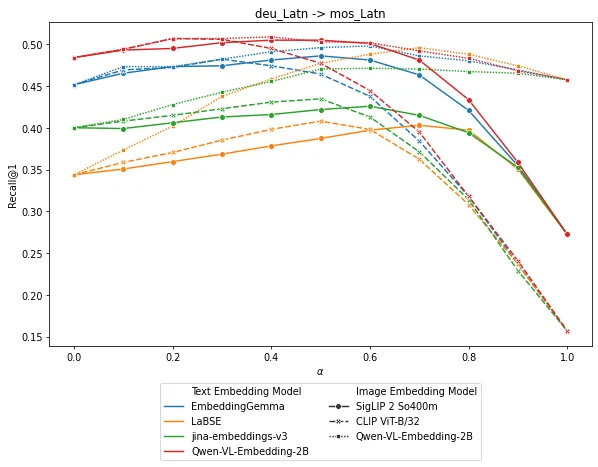 deu_Latn -> mos_Latn
Recall@1
0.50
0.45
0.40
0.35
0.30
0.25
0.20
0.15
0.0 0.2 0.4 0.6 0.8 1.0
α
Text Embedding Model
EmbeddingGemma
LaBSE
jina-embeddings-v3
Qwen-VL-Embedding-2B
Image Embedding Model
SigLIP 2 So400m
CLIP ViT-B/32
Qwen-VL-Embedding-2B